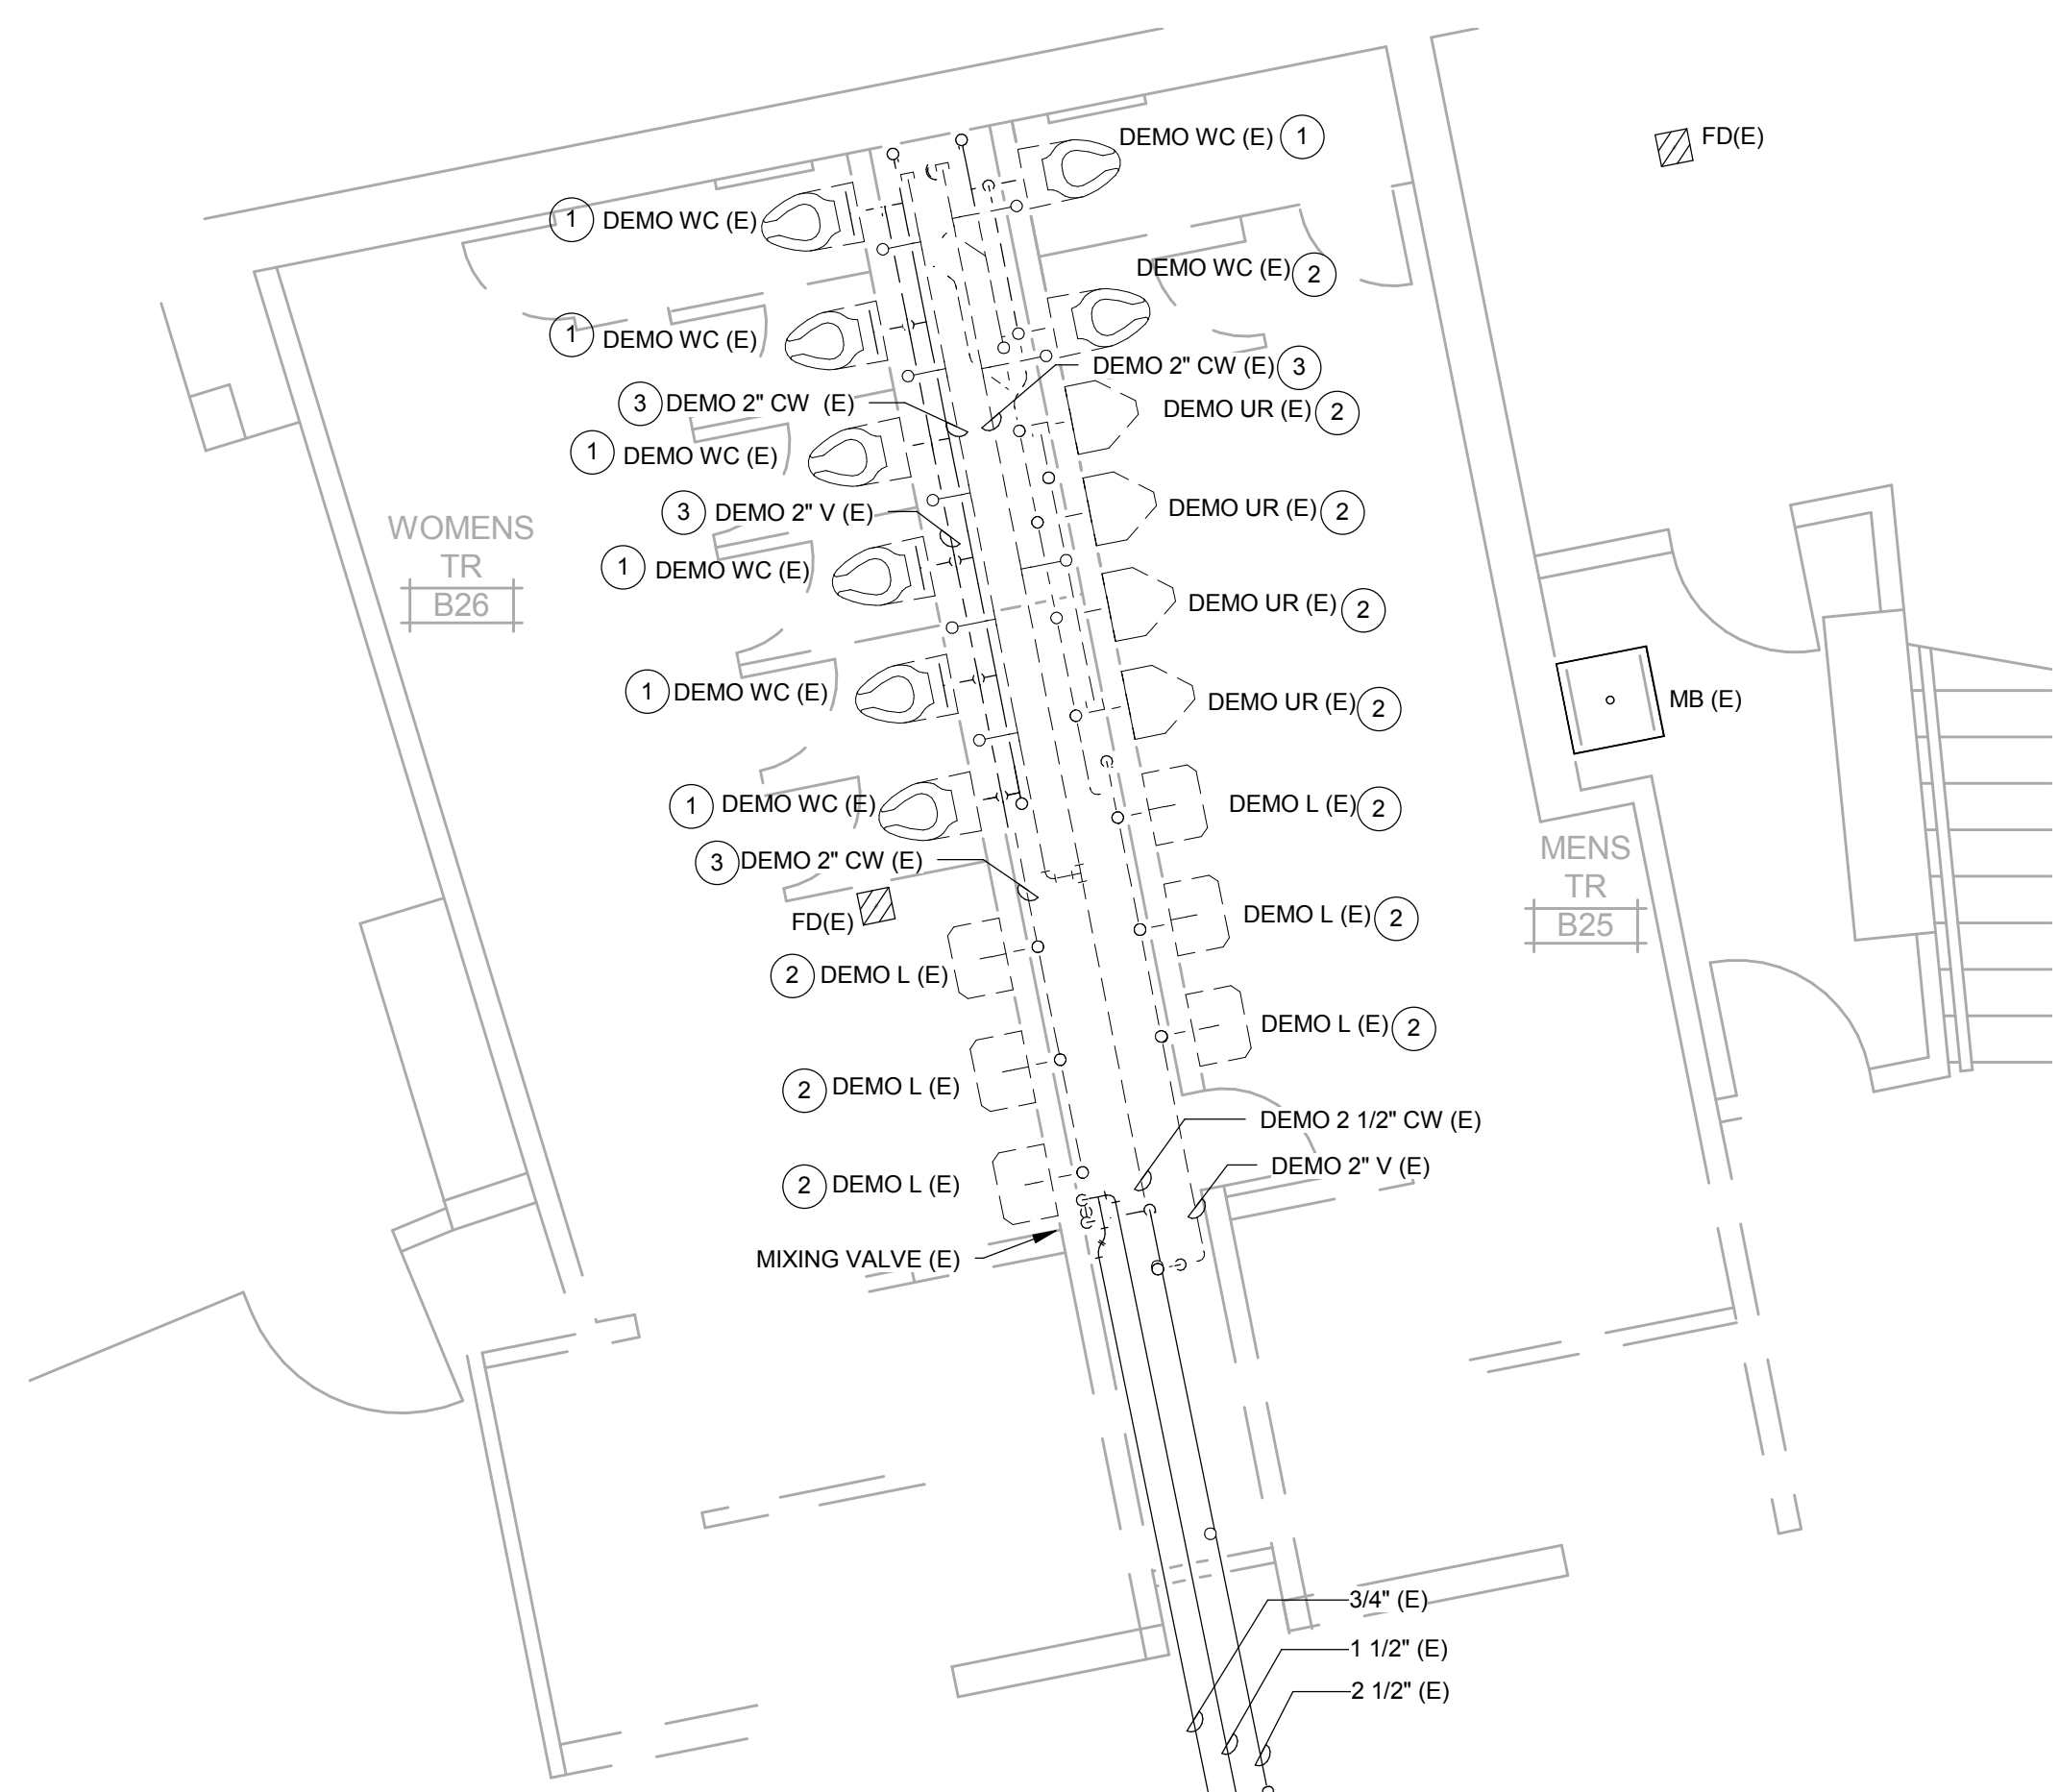 DEMO WC (E) 1
FD(E)
1 DEMO WC (E)
DEMO WC (E) 2
1 DEMO WC (E)
DEMO 2" CW (E) 3
3 DEMO 2" CW (E)
DEMO UR (E) 2
1 DEMO WC (E)
3 DEMO 2" V (E)
DEMO UR (E) 2
WOMENS
TR
B26
1 DEMO WC (E)
DEMO UR (E) 2
1 DEMO WC (E)
DEMO UR (E) 2
MB (E)
1 DEMO WC (E)
DEMO L (E) 2
3 DEMO 2" CW (E)
MENS
TR
B25
FD(E)
DEMO L (E) 2
2 DEMO L (E)
DEMO L (E) 2
2 DEMO L (E)
DEMO 2 1/2" CW (E)
DEMO 2" V (E)
2 DEMO L (E)
MIXING VALVE (E)
3/4" (E)
1 1/2" (E)
2 1/2" (E)